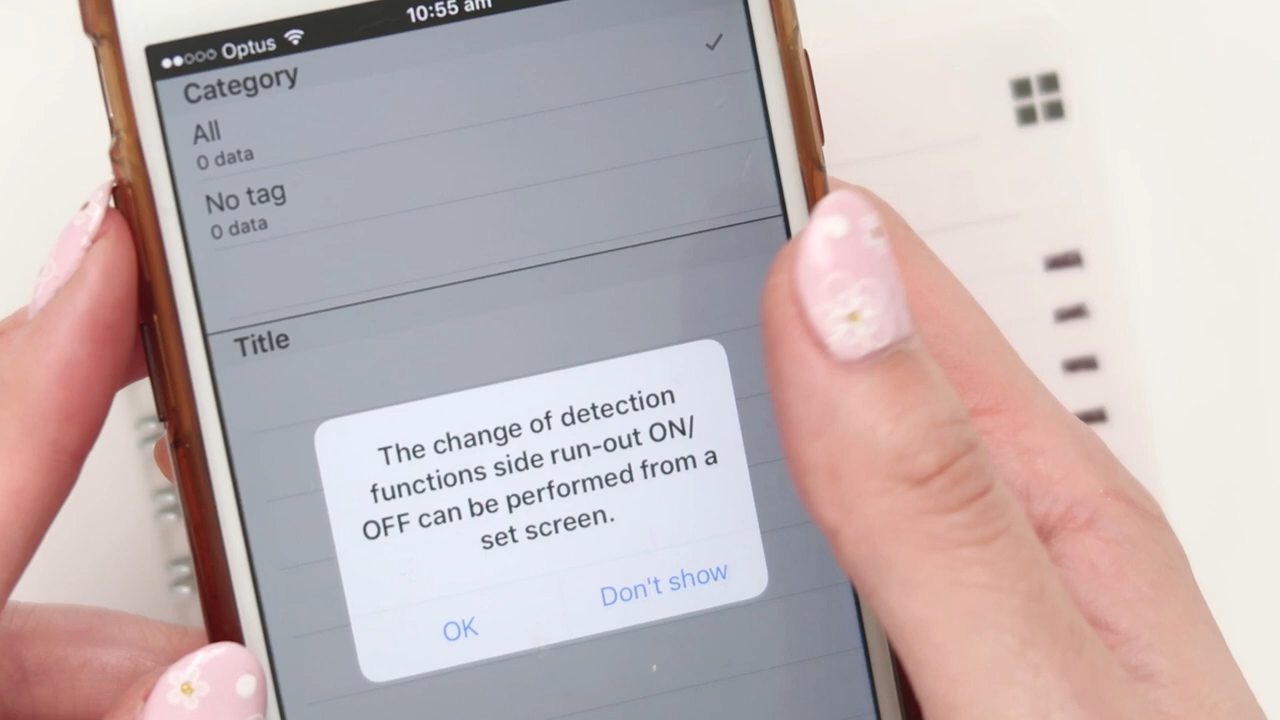 Optus 10:55 am
Category
All
0 data
No tag
0 data
Title
The change of detection
functions side run-out ON/
OFF can be performed from a
set screen.
OK Don't show